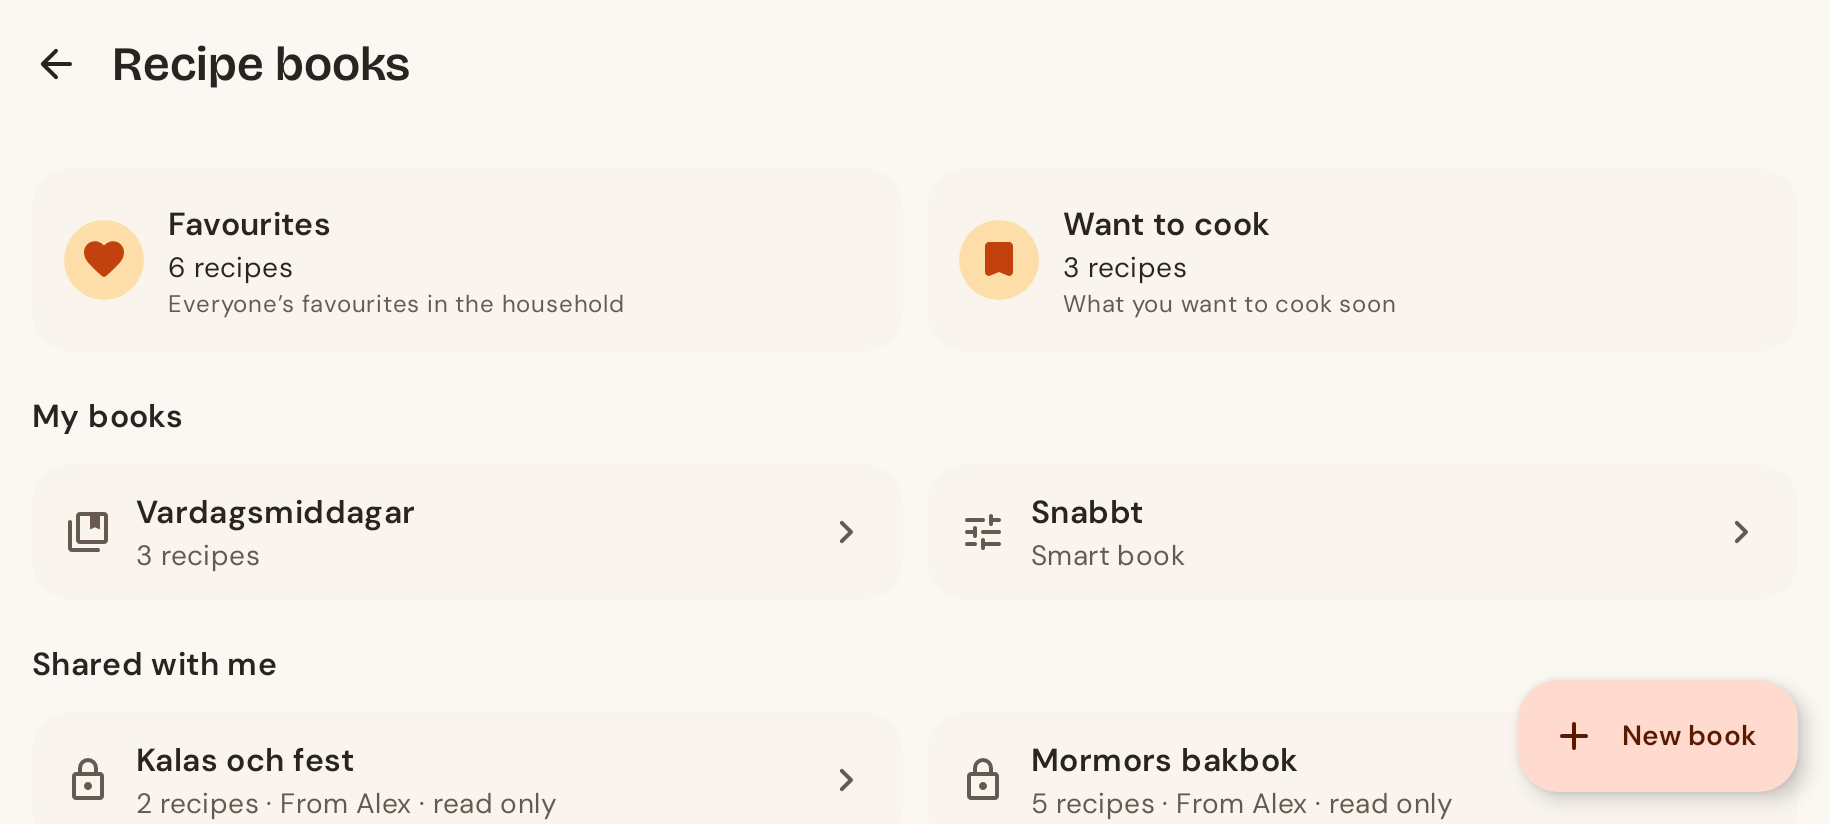 Recipe books
Favourites
6 recipes
Everyone’s favourites in the household
Want to cook
3 recipes
What you want to cook soon
My books
Vardagsmiddagar
3 recipes
Snabbt
Smart book
Shared with me
Kalas och fest
2 recipes · From Alex · read only
Mormors bakbok
5 recipes · From Alex · read only
New book